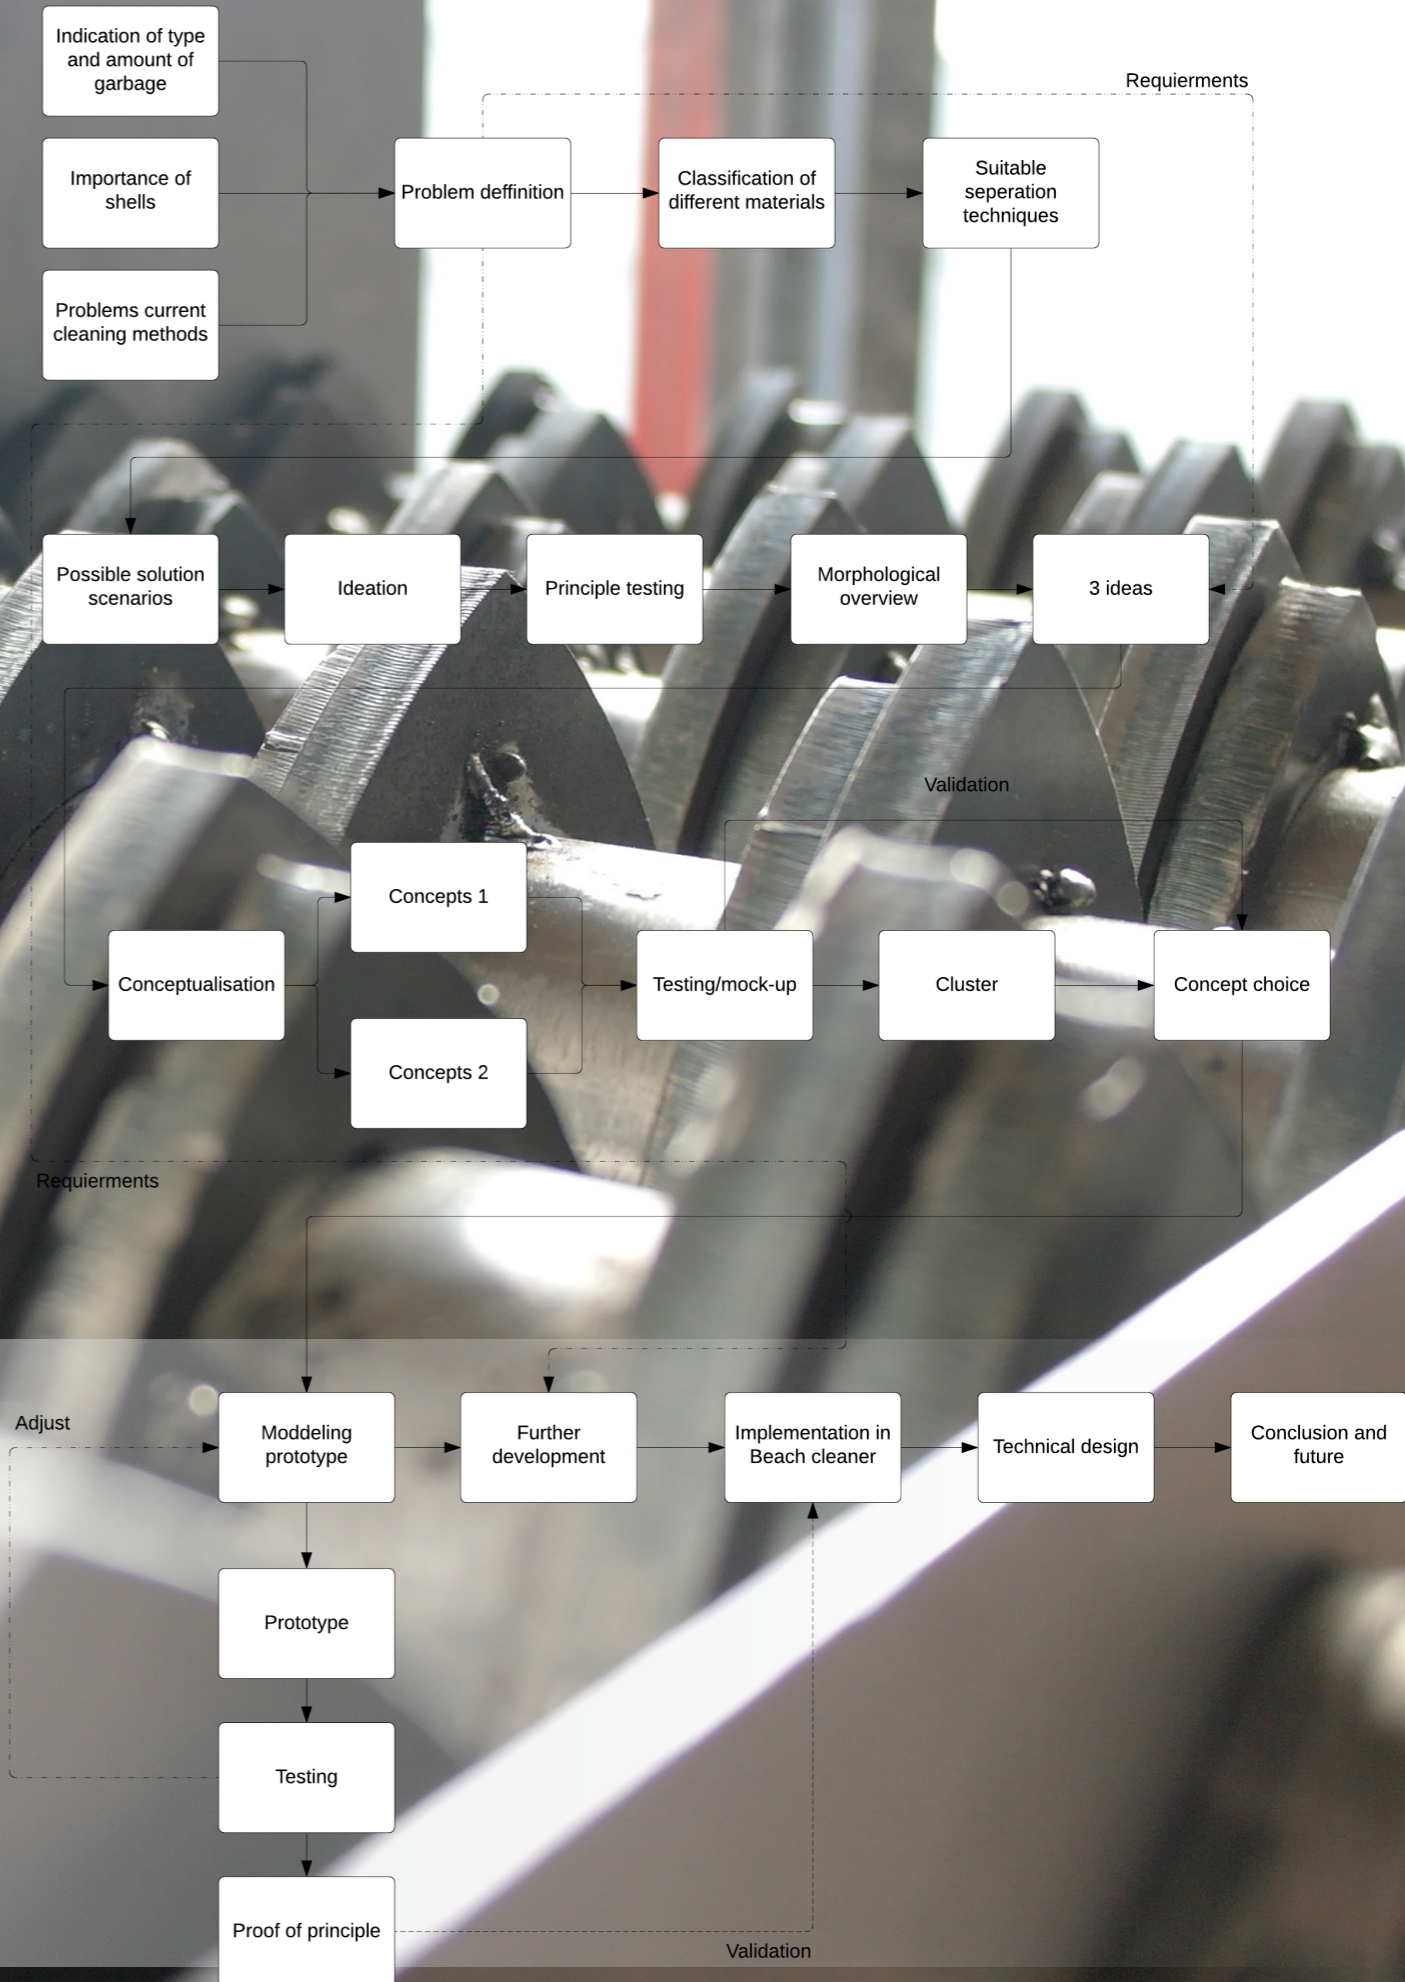 Indication of type
and amount of
garbage
Requierments
Importance of
shells
Problem deffinition
Classification of
different materials
Suitable
seperation
techniques
Problems current
cleaning methods
Possible solution
scenarios
Ideation
Principle testing
Morphological
overview
3 ideas
Validation
Concepts 1
Conceptualisation
Testing/mock-up
Cluster
Concept choice
Concepts 2
Requierments
Adjust
Moddeling
prototype
Further
development
Implementation in
Beach cleaner
Technical design
Conclusion and
future
Prototype
Testing
Proof of principle
Validation